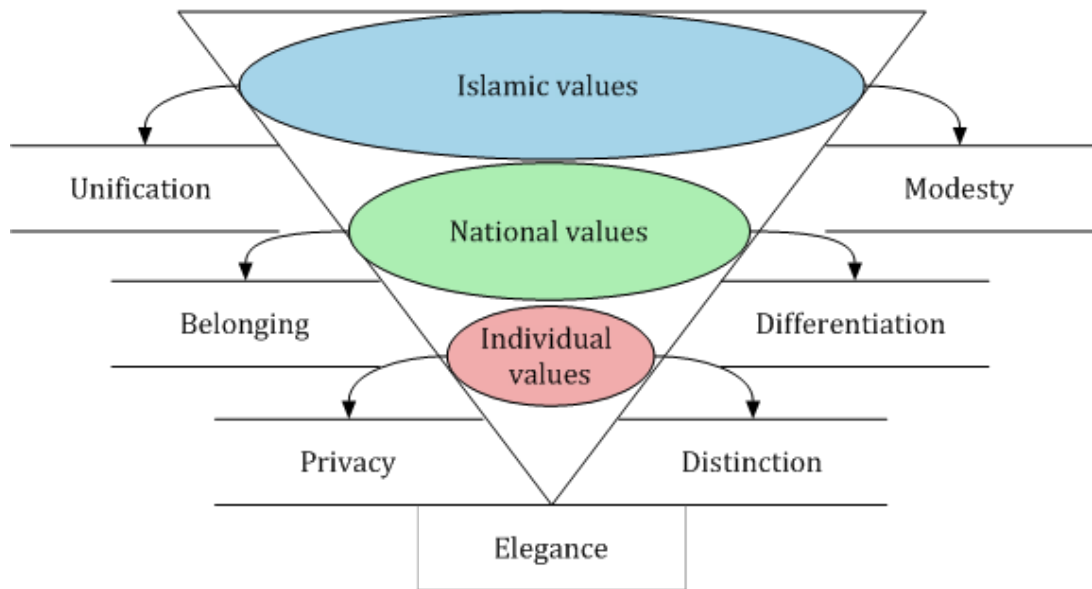 Islamic values
Unification
Modesty
National values
Belonging
Differentiation
Individual
values
Privacy
Distinction
Elegance